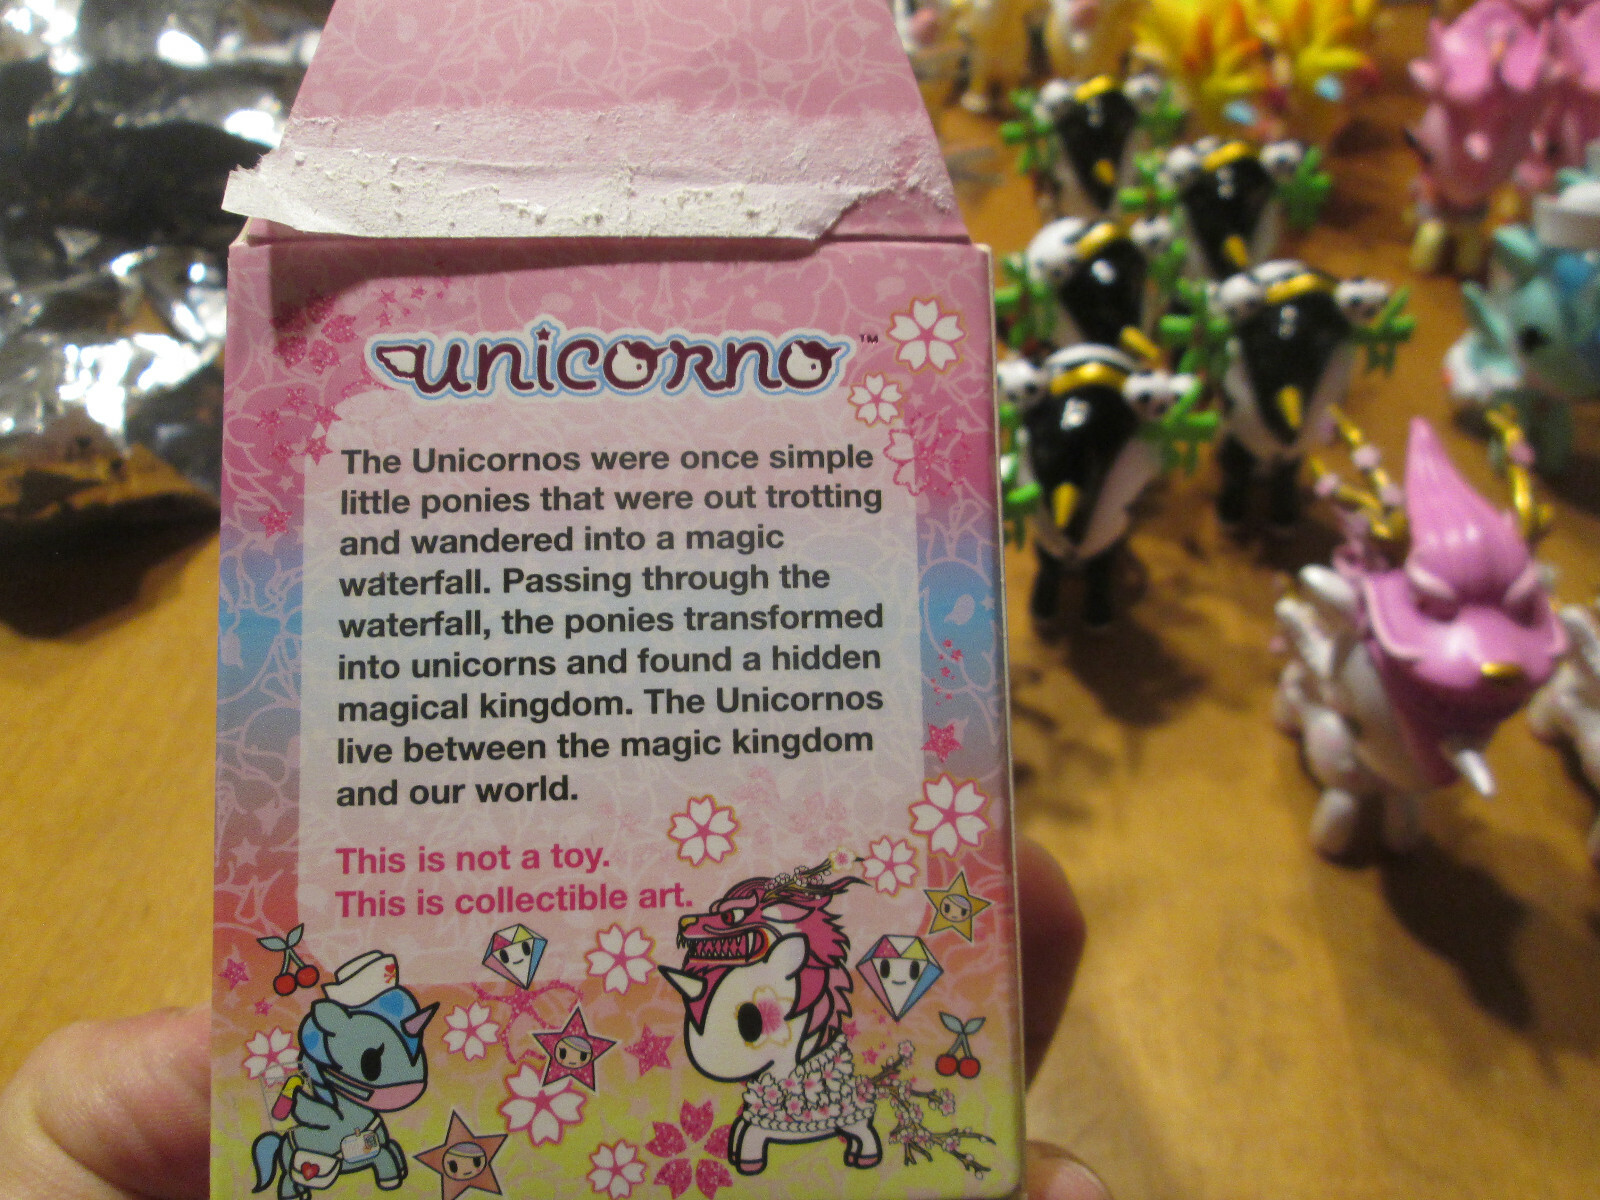 unicorno™
The Unicornos were once simple
little ponies that were out trotting
and wandered into a magic
waterfall. Passing through the
waterfall, the ponies transformed
into unicorns and found a hidden
magical kingdom. The Unicornos
live between the magic kingdom
and our world.
This is not a toy.
This is collectible art.